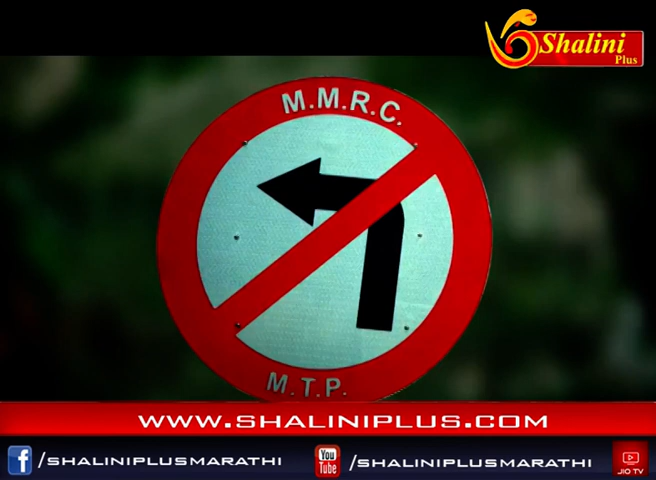 Shalini
Plus
M.M.R.C.
M.T.P.
WWW.SHALINIPLUS.COM
f /SHALINIPLUSMARATHI
You Tube /SHALINIPLUSMARATHI
JIO TV